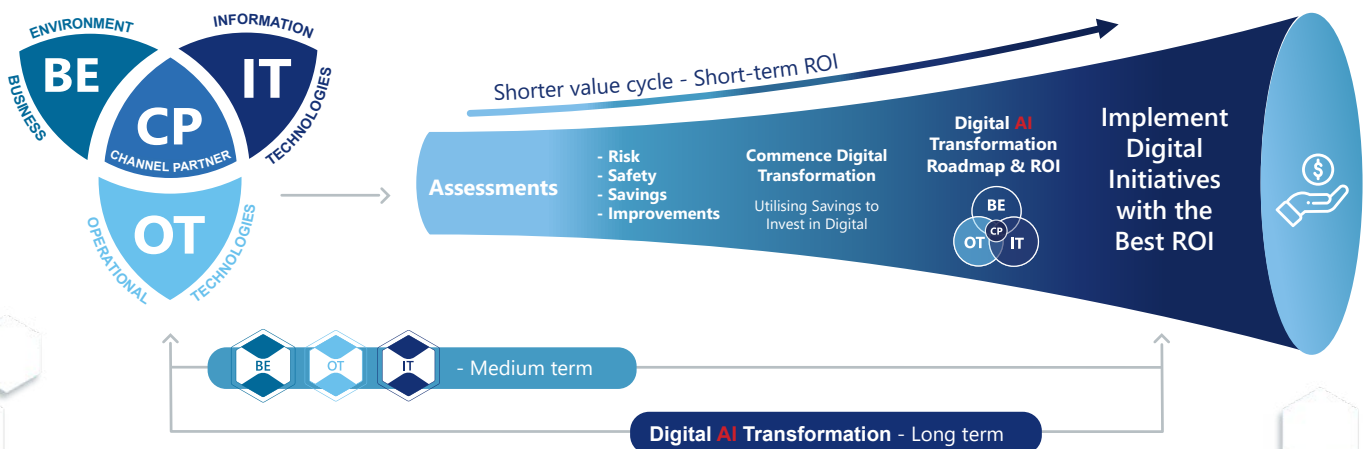 ENVIRONMENT
BE
BUSINESS
INFORMATION
IT
TECHNOLOGIES
CP
CHANNEL PARTNER
OT
OPERATIONAL
TECHNOLOGIES
Shorter value cycle - Short-term ROI
Assessments
- Risk
- Safety
- Savings
- Improvements
Commence Digital
Transformation
Utilising Savings to
Invest in Digital
Digital AI
Transformation
Roadmap & ROI
BE
OT
CP
IT
Implement
Digital
Initiatives
with the
Best ROI
$
BE
OT
IT
- Medium term
Digital AI Transformation - Long term